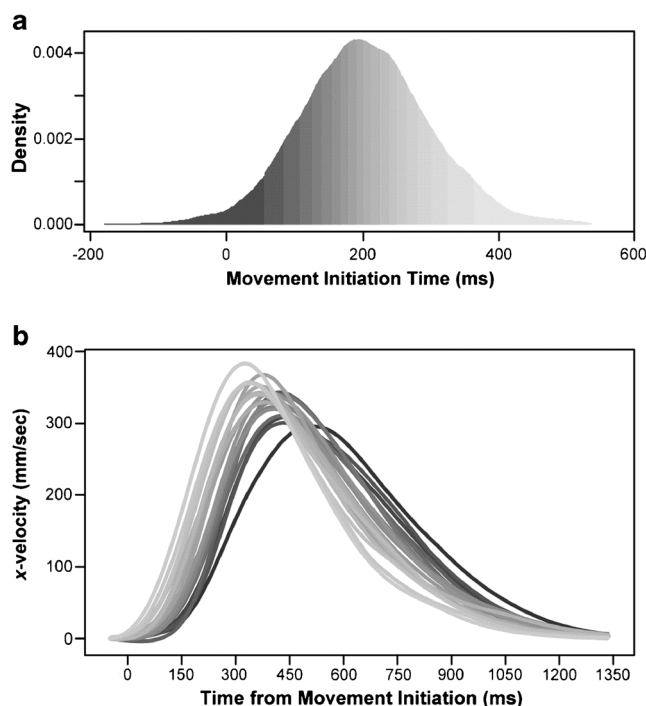 a
0.004
0.002
0.000
Density
-200 0 200 400 600
Movement Initiation Time (ms)
b
400
300
200
100
0
x-velocity (mm/sec)
0 150 300 450 600 750 900 1050 1350
Time from Movement Initiation (ms)